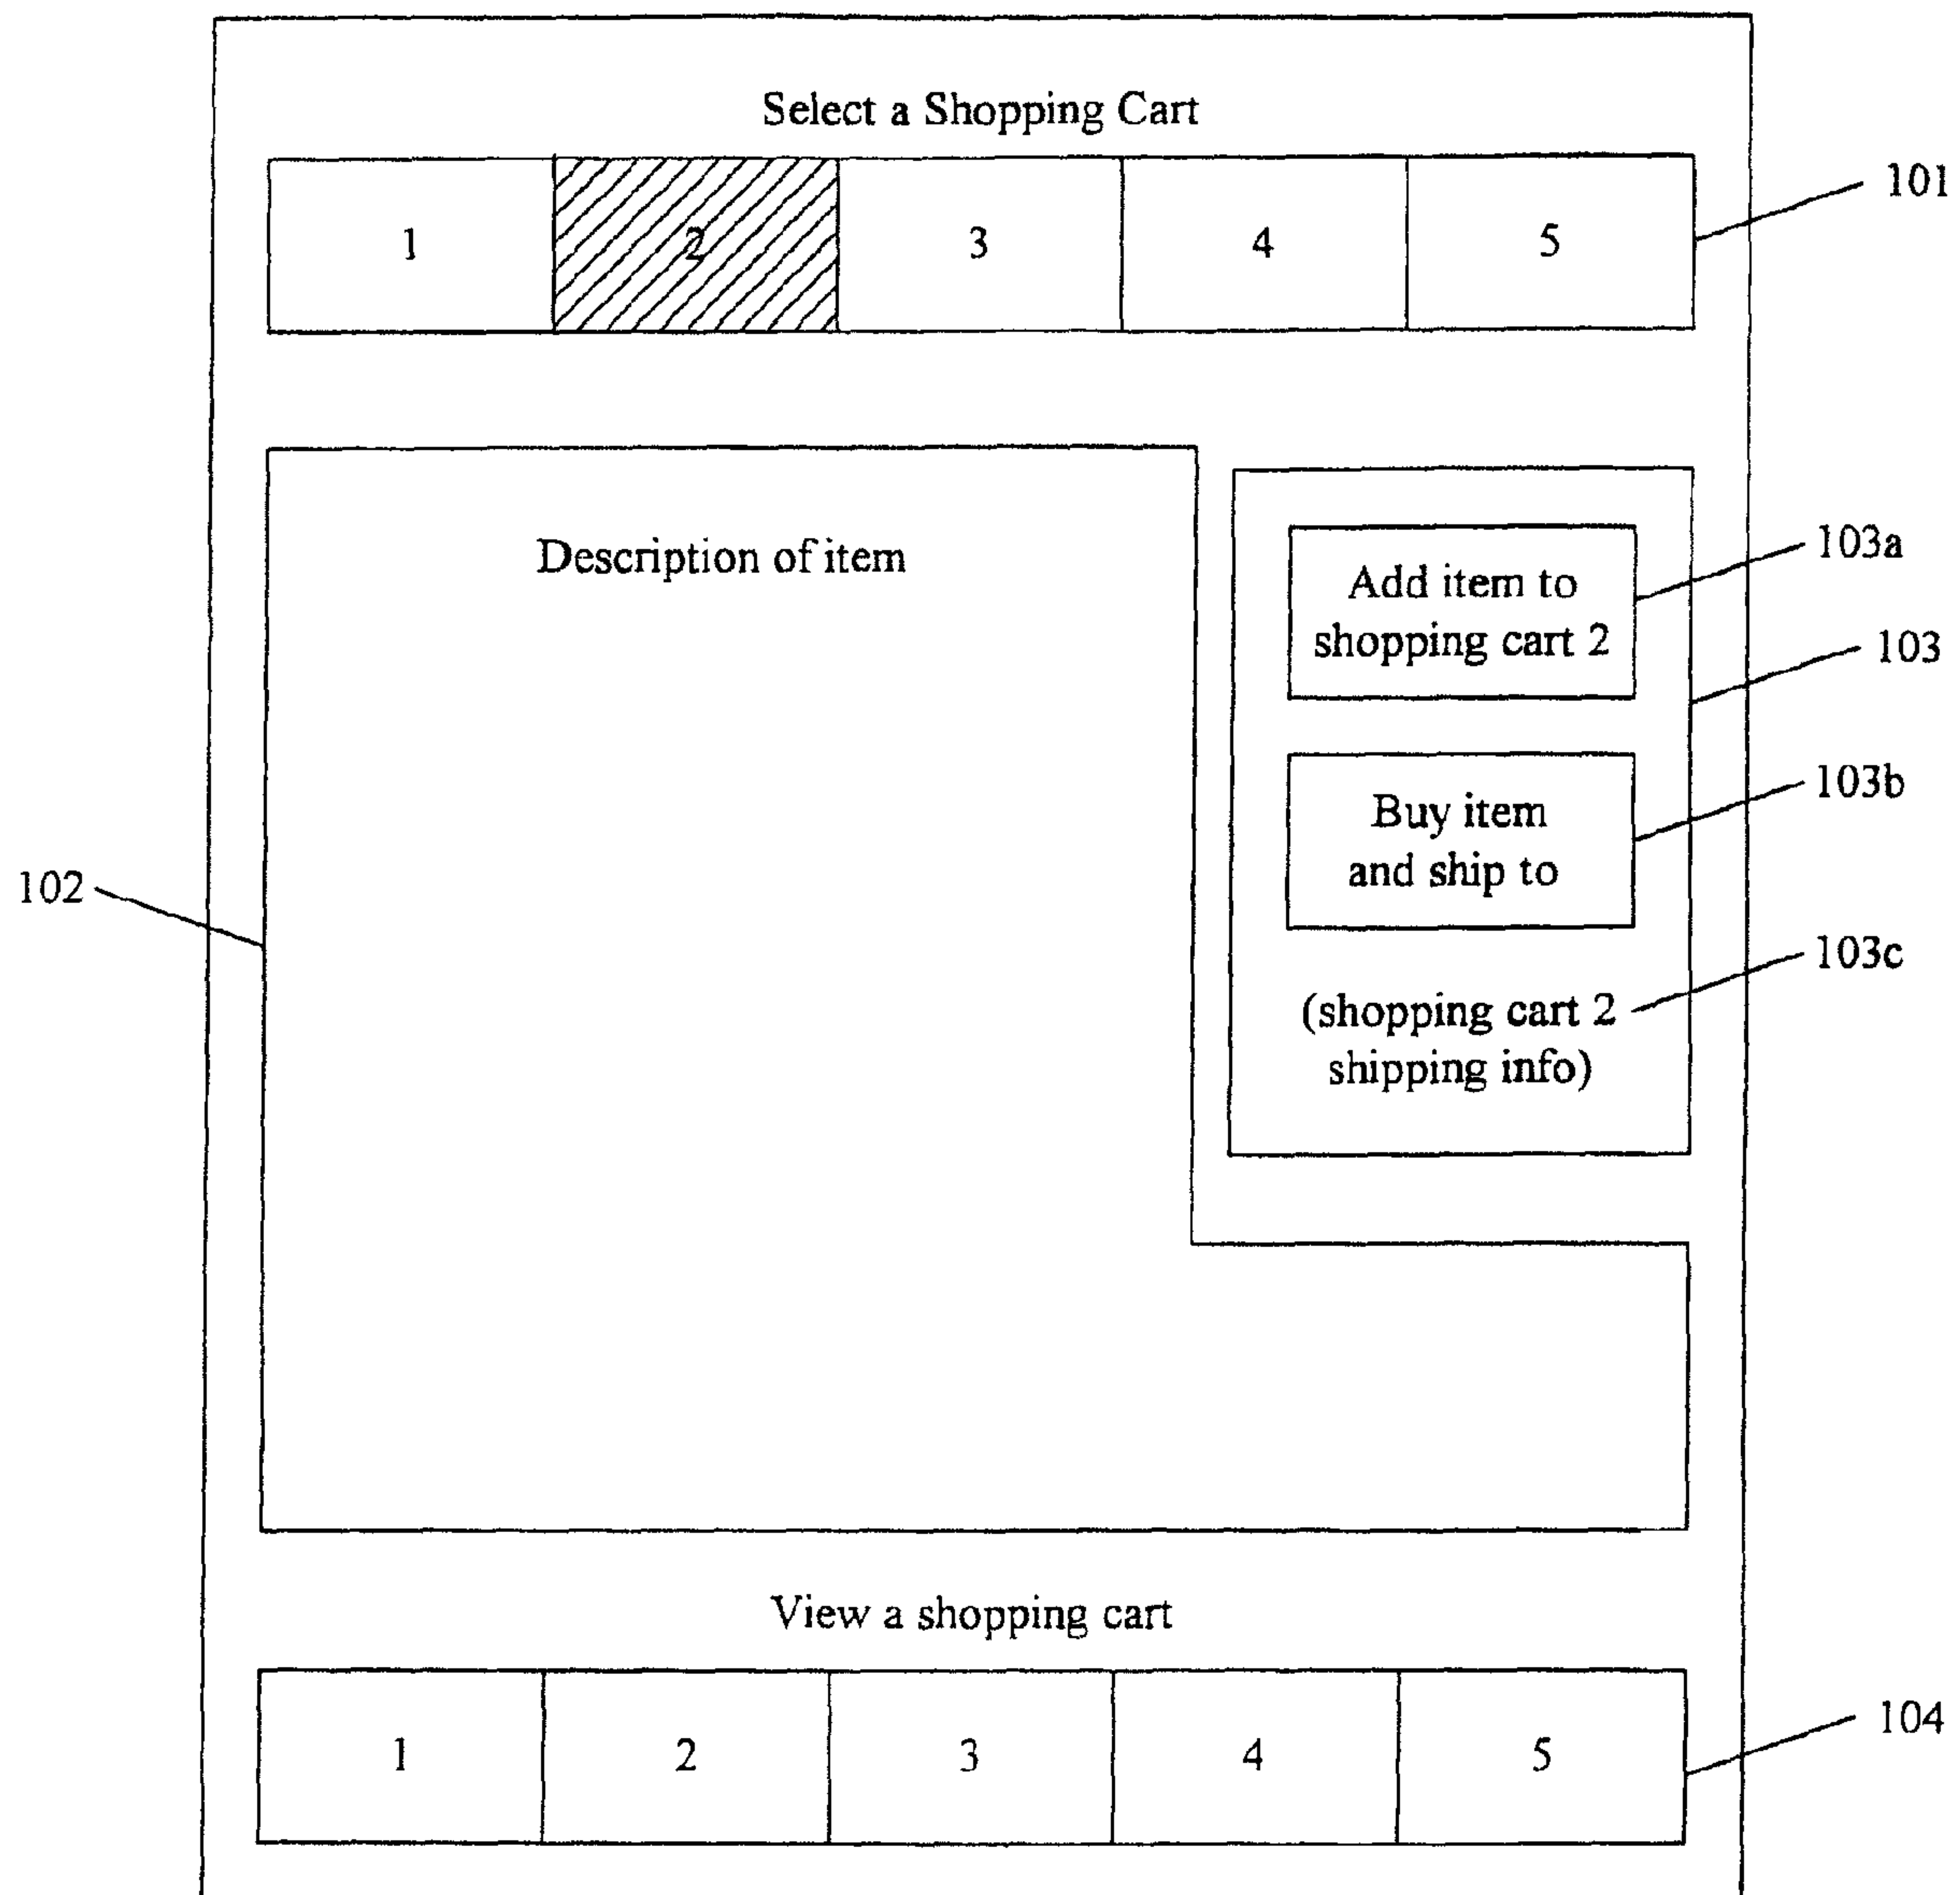 Select a Shopping Cart
1 2 3 4 5
101
Description of item
103a
Add item to
shopping cart 2
103
103b
Buy item
and ship to
102
103c
(shopping cart 2
shipping info)
View a shopping cart
104
1 2 3 4 5